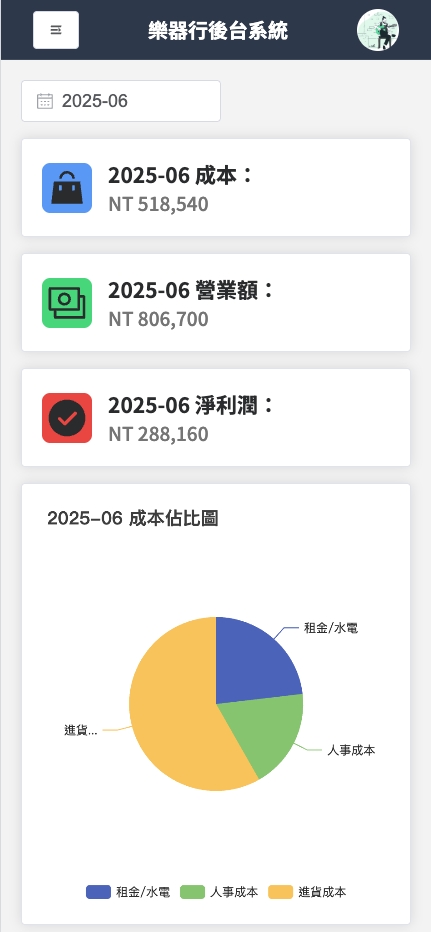 樂器行後台系統
2025-06
2025-06 成本：
NT 518,540
2025-06 營業額：
NT 806,700
2025-06 淨利潤：
NT 288,160
2025-06 成本佔比圖
租金/水電
進貨...
人事成本
租金/水電 人事成本 進貨成本